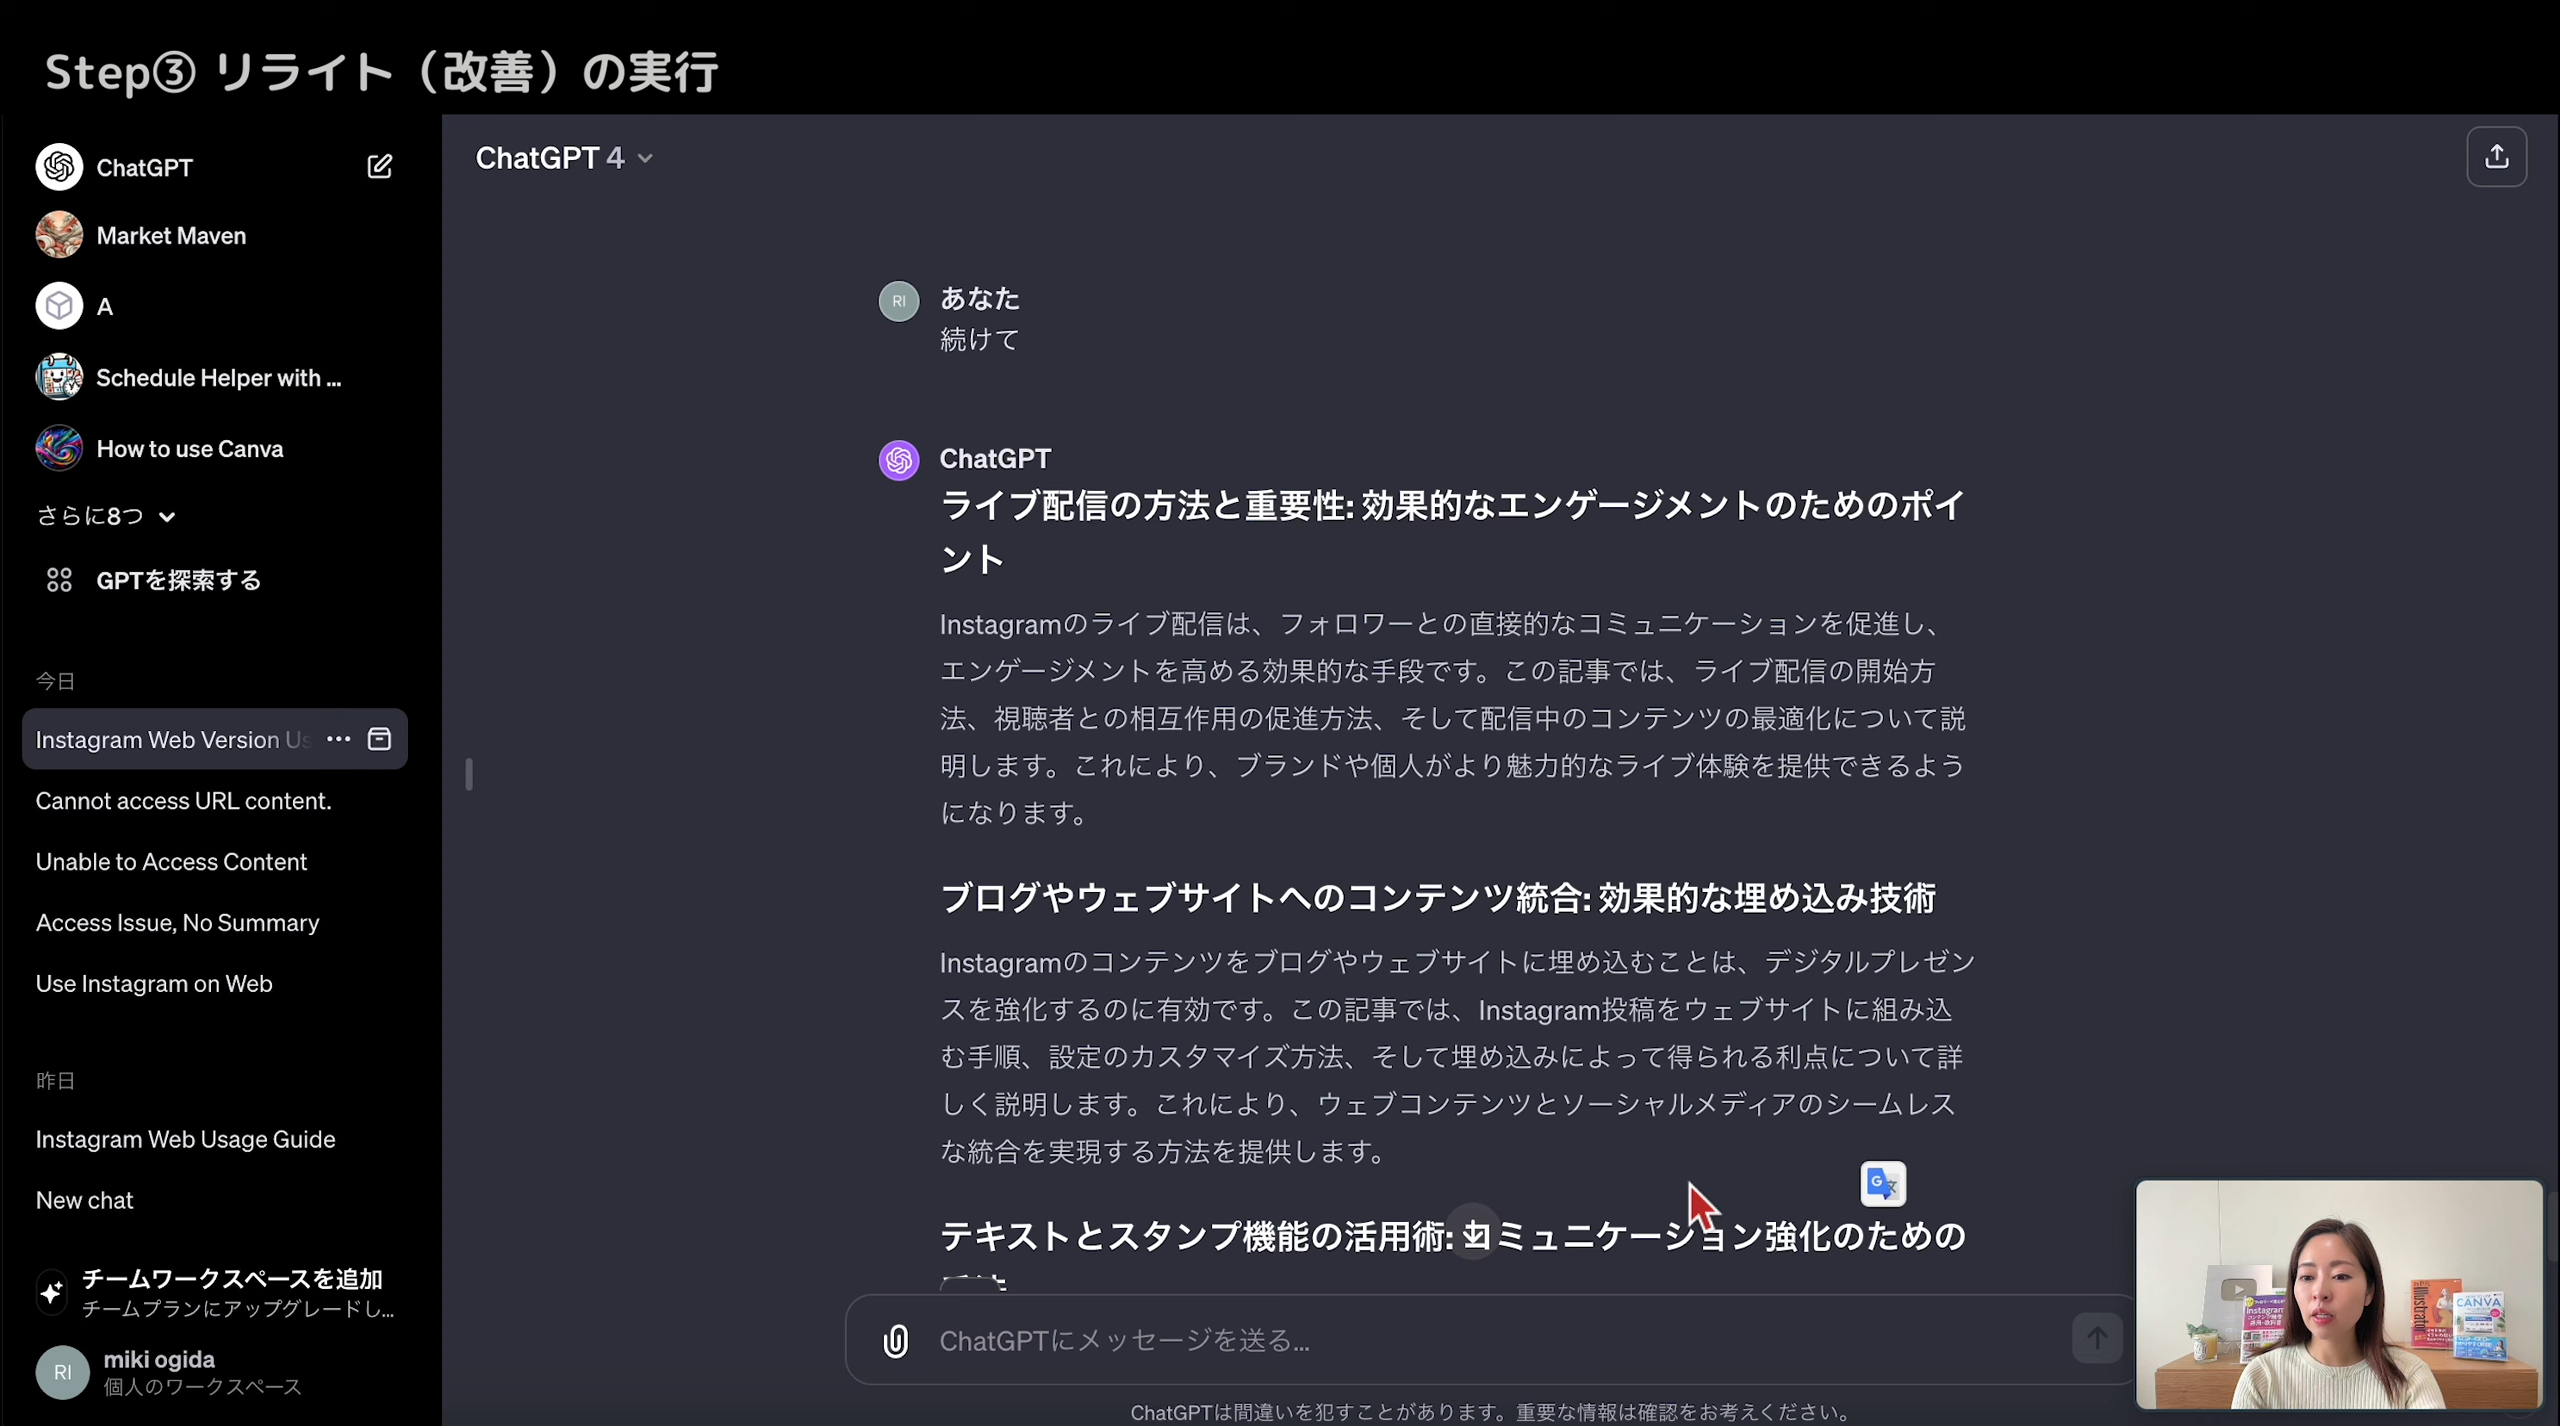 Step③ リライト（改善）の実行
ChatGPT
Market Maven
A
Schedule Helper with ...
How to use Canva
さらに8つ
GPTを探索する
今日
Instagram Web Version Us
Cannot access URL content.
Unable to Access Content
Access Issue, No Summary
Use Instagram on Web
昨日
Instagram Web Usage Guide
New chat
チームワークスペースを追加
チームプランにアップグレードし...
RI
miki ogida
個人のワークスペース
ChatGPT 4
RI
あなた
続けて
ChatGPT
ライブ配信の方法と重要性: 効果的なエンゲージメントのためのポイ
ント
Instagramのライブ配信は、フォロワーとの直接的なコミュニケーションを促進し、
エンゲージメントを高める効果的な手段です。この記事では、ライブ配信の開始方
法、視聴者との相互作用の促進方法、そして配信中のコンテンツの最適化について説
明します。これにより、ブランドや個人がより魅力的なライブ体験を提供できるよう
になります。
ブログやウェブサイトへのコンテンツ統合: 効果的な埋め込み技術
Instagramのコンテンツをブログやウェブサイトに埋め込むことは、デジタルプレゼン
スを強化するのに有効です。この記事では、Instagram投稿をウェブサイトに組み込
む手順、設定のカスタマイズ方法、そして埋め込みによって得られる利点について詳
しく説明します。これにより、ウェブコンテンツとソーシャルメディアのシームレス
な統合を実現する方法を提供します。
テキストとスタンプ機能の活用術: コミュニケーション強化のための
ChatGPTにメッセージを送る...
ChatGPTは間違いを犯すことがあります。重要な情報は確認をお考えください。
Instagram
Illustrator
CANVA